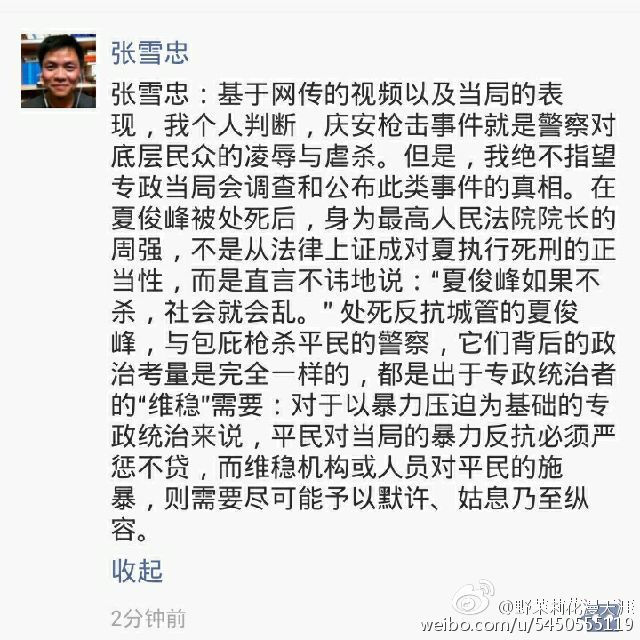 张雪忠
张雪忠：基于网传的视频以及当局的表
现，我个人判断，庆安枪击事件就是警察对
底层民众的凌辱与虐杀。但是，我绝不指望
专政当局会调查和公布此类事件的真相。在
夏俊峰被处死后，身为最高人民法院院长的
周强，不是从法律上证成对夏执行死刑的正
当性，而是直言不讳地说：“夏俊峰如果不
杀，社会就会乱。”处死反抗城管的夏俊
峰，与包庇枪杀平民的警察，它们背后的政
治考量是完全一样的，都是出于专政统治者
的“维稳”需要：对于以暴力压迫为基础的专
政统治来说，平民对当局的暴力反抗必须严
惩不贷，而维稳机构或人员对平民的施
暴，则需要尽可能予以默许、姑息乃至纵
容。
收起
2分钟前
@野茉莉花漫天涯
weibo.com/u/5450555119